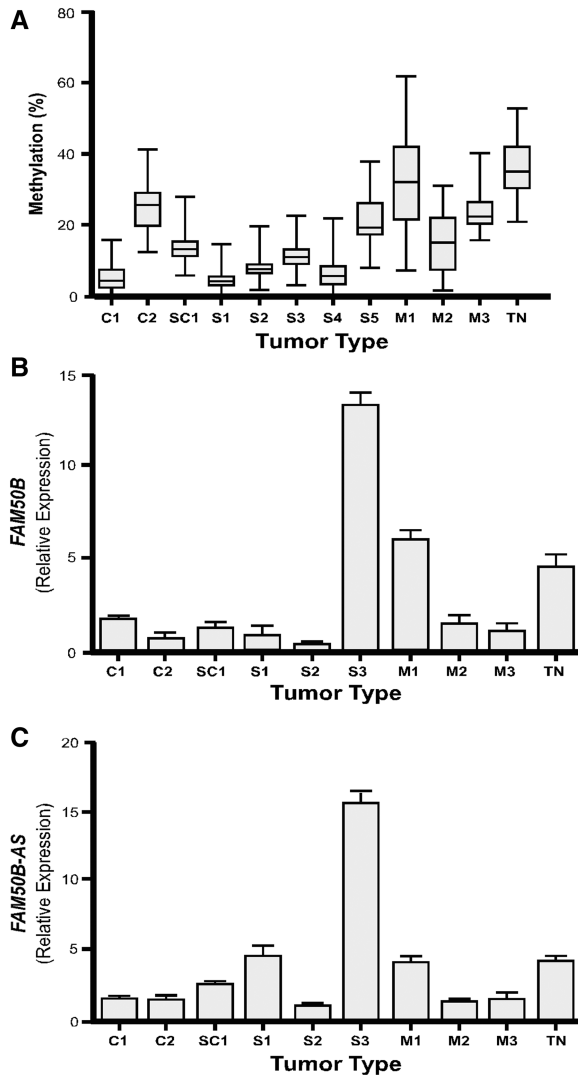 A
80
60
40
20
0
Methylation (%)
C1 C2 SC1 S1 S2 S3 S4 S5 M1 M2 M3 TN
Tumor Type
B
15
10
5
0
FAM50B
(Relative Expression)
C1 C2 SC1 S1 S2 S3 M1 M2 M3 TN
Tumor Type
C
20
15
10
5
0
FAM50B-AS
(Relative Expression)
C1 C2 SC1 S1 S2 S3 M1 M2 M3 TN
Tumor Type